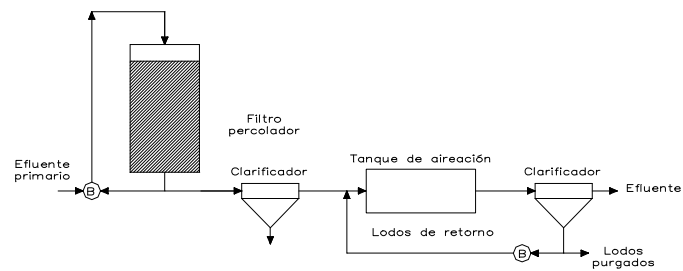 Filtro
percolador
Efluente
primario
B
Clarificador
Tanque de aireación
Clarificador
Efluente
Lodos de retorno
B
Lodos
purgados